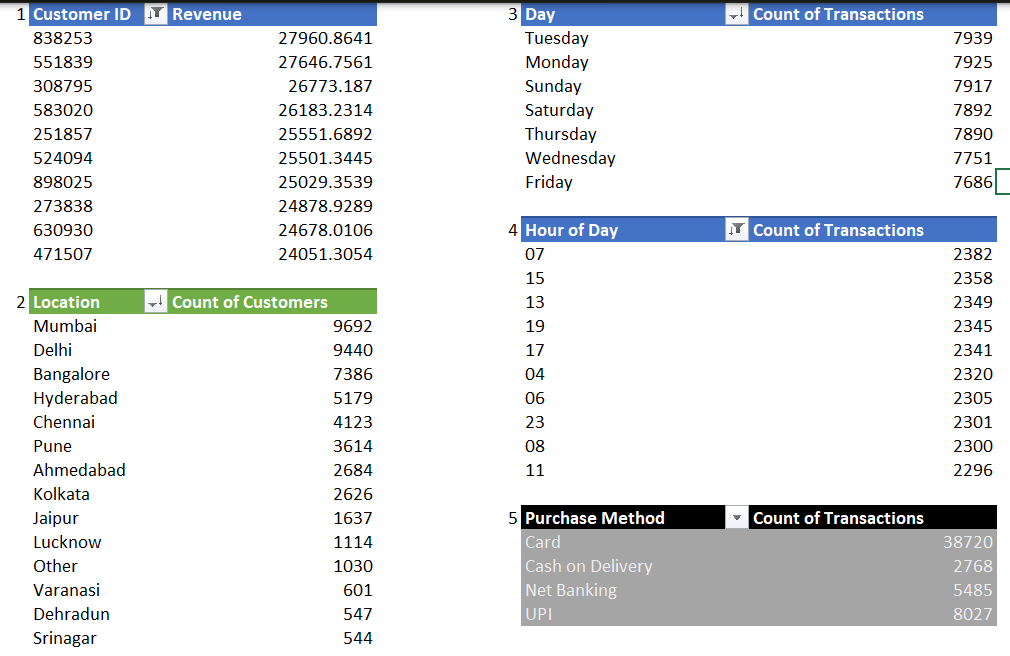 1 Customer ID Revenue
838253 27960.8641
551839 27646.7561
308795 26773.187
583020 26183.2314
251857 25551.6892
524094 25501.3445
898025 25029.3539
273838 24878.9289
630930 24678.0106
471507 24051.3054
2 Location Count of Customers
Mumbai 9692
Delhi 9440
Bangalore 7386
Hyderabad 5179
Chennai 4123
Pune 3614
Ahmedabad 2684
Kolkata 2626
Jaipur 1637
Lucknow 1114
Other 1030
Varanasi 601
Dehradun 547
Srinagar 544
3 Day Count of Transactions
Tuesday 7939
Monday 7925
Sunday 7917
Saturday 7892
Thursday 7890
Wednesday 7751
Friday 7686
4 Hour of Day Count of Transactions
07 2382
15 2358
13 2349
19 2345
17 2341
04 2320
06 2305
23 2301
08 2300
11 2296
5 Purchase Method Count of Transactions
Card 38720
Cash on Delivery 2768
Net Banking 5485
UPI 8027